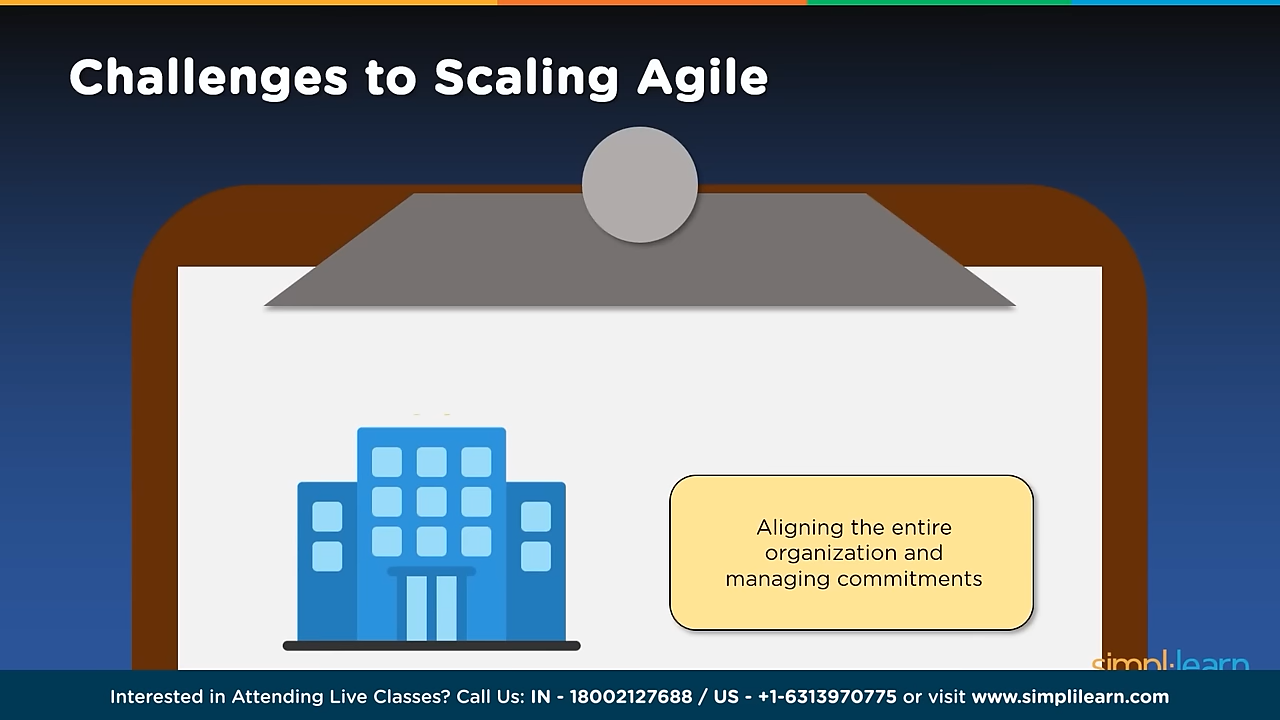 Challenges to Scaling Agile
Aligning the entire
organization and
managing commitments
simplilearn
Interested in Attending Live Classes? Call Us: IN - 18002127688 / US - +1-6313970775 or visit www.simplilearn.com